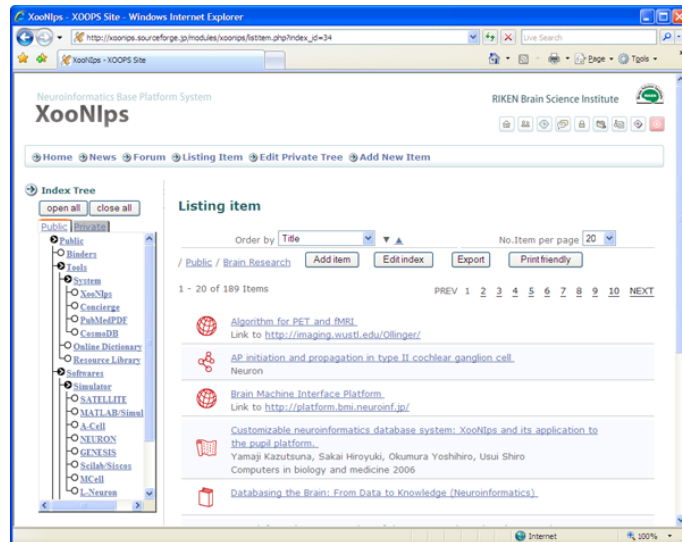 XooNIps - XOOPS Site - Windows Internet Explorer
http://xoonips.sourceforge.jp/modules/xoonips/listitem.php?index_id=34
Live Search
XooNIps - XOOPS Site
Page
Tools
Neuroinformatics Base Platform System
XooNIps
RIKEN Brain Science Institute
Home News Forum Listing Item Edit Private Tree Add New Item
Index Tree
open all close all
Public Private
Public
Binders
Tools
System
XooNIps
Concierge
PubMedPDF
CosmoDB
Online Dictionary
Resource Library
Softwares
Simulator
SATELLITE
MATLAB/Simul
A-Cell
NEURON
GENESIS
Scilab/Sicos
MCell
L-Neuron
Listing item
Order by Title ▼ ▲ No.Item per page 20
/ Public / Brain Research Add item Edit index Export Print friendly
1 - 20 of 189 Items PREV 1 2 3 4 5 6 7 8 9 10 NEXT
Algorithm for PET and fMRI
Link to http://imaging.wustl.edu/Ollinger/
AP initiation and propagation in type II cochlear ganglion cell
Neuron
Brain Machine Interface Platform
Link to http://platform.bmi.neuroinf.jp/
Customizable neuroinformatics database system: XooNIps and its application to
the pupil platform.
Yamaji Kazutsuna, Sakai Hiroyuki, Okumura Yoshihiro, Usui Shiro
Computers in biology and medicine 2006
Databasing the Brain: From Data to Knowledge (Neuroinformatics)
Internet 100%